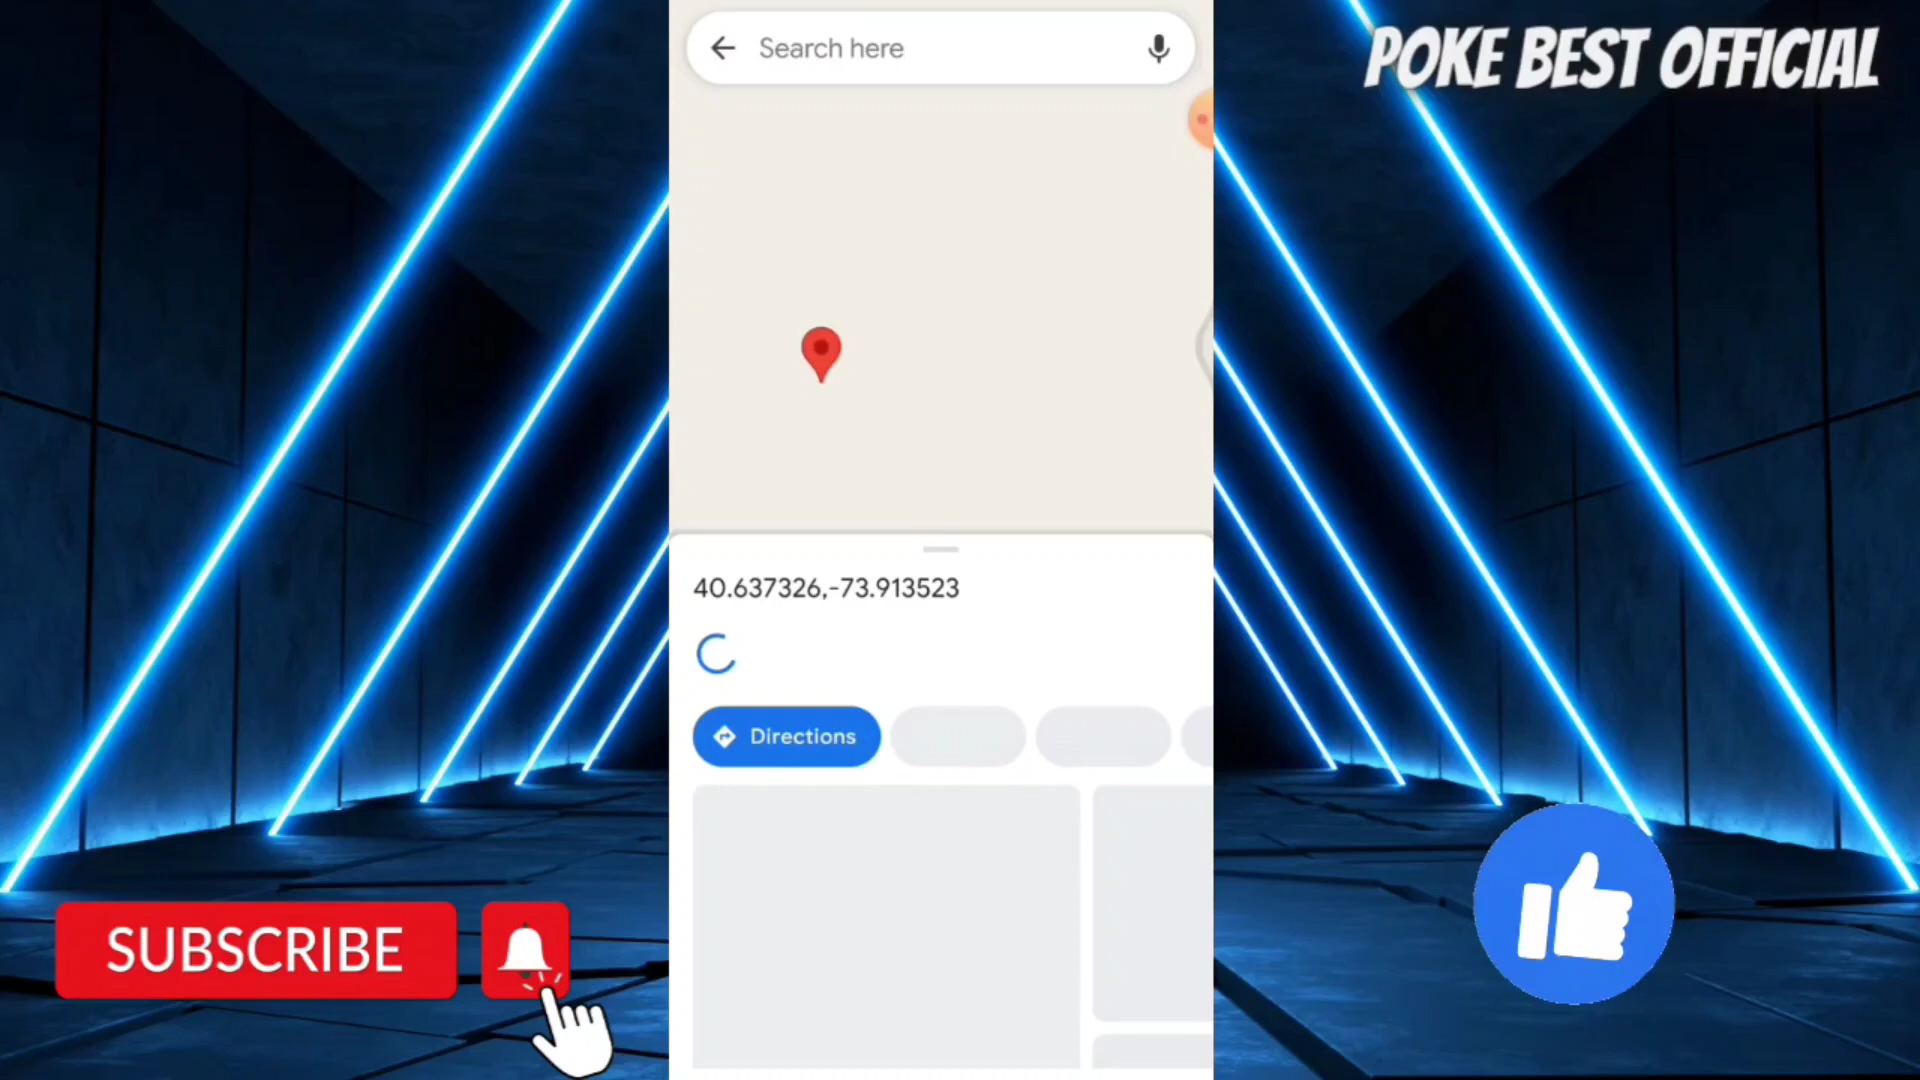 Search here
POKE BEST OFFICIAL
40.637326,-73.913523
Directions
SUBSCRIBE